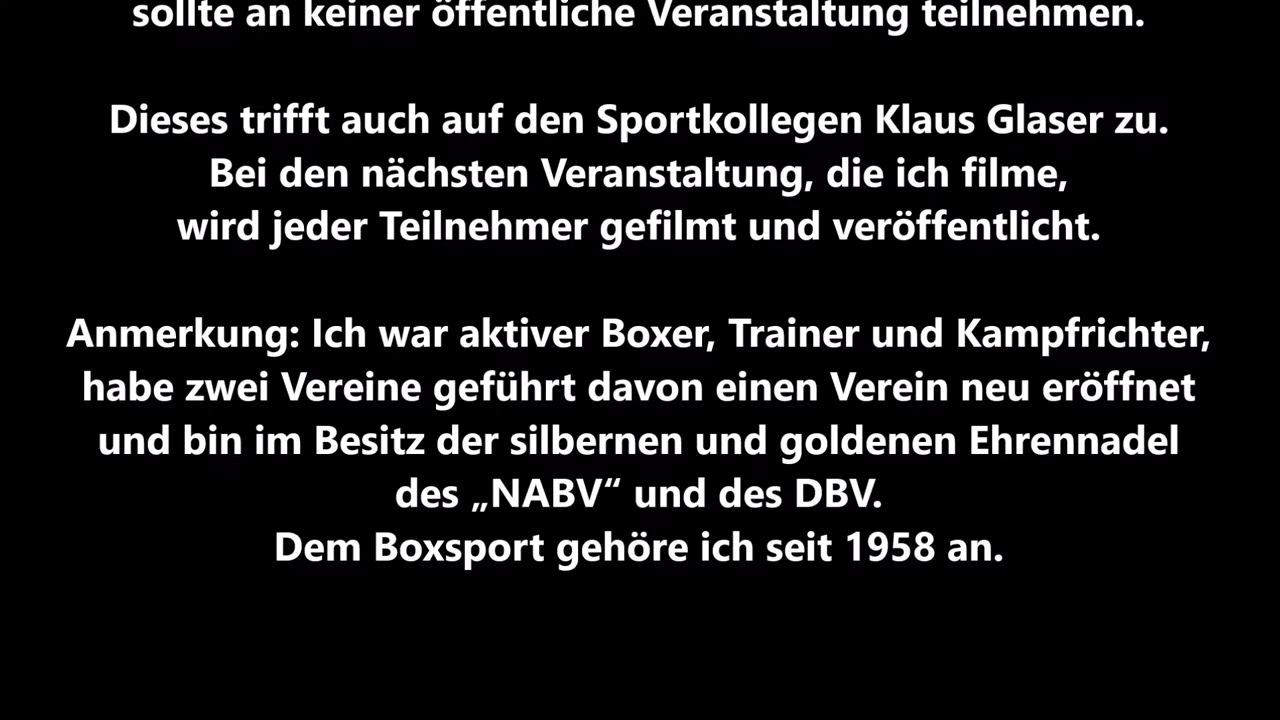 sollte an keiner öffentliche Veranstaltung teilnehmen.
Dieses trifft auch auf den Sportkollegen Klaus Glaser zu.
Bei den nächsten Veranstaltung, die ich filme,
wird jeder Teilnehmer gefilmt und veröffentlicht.
Anmerkung: Ich war aktiver Boxer, Trainer und Kampfrichter,
habe zwei Vereine geführt davon einen Verein neu eröffnet
und bin im Besitz der silbernen und goldenen Ehrennadel
des „NABV“ und des DBV.
Dem Boxsport gehöre ich seit 1958 an.